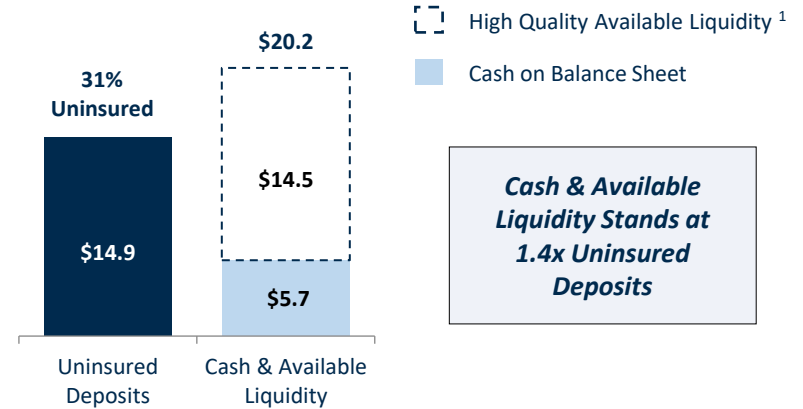 High Quality Available Liquidity 1
Cash on Balance Sheet
$20.2
31%
Uninsured
$14.5
$14.9
$5.7
Cash & Available
Liquidity Stands at
1.4x Uninsured
Deposits
Uninsured
Deposits
Cash & Available
Liquidity